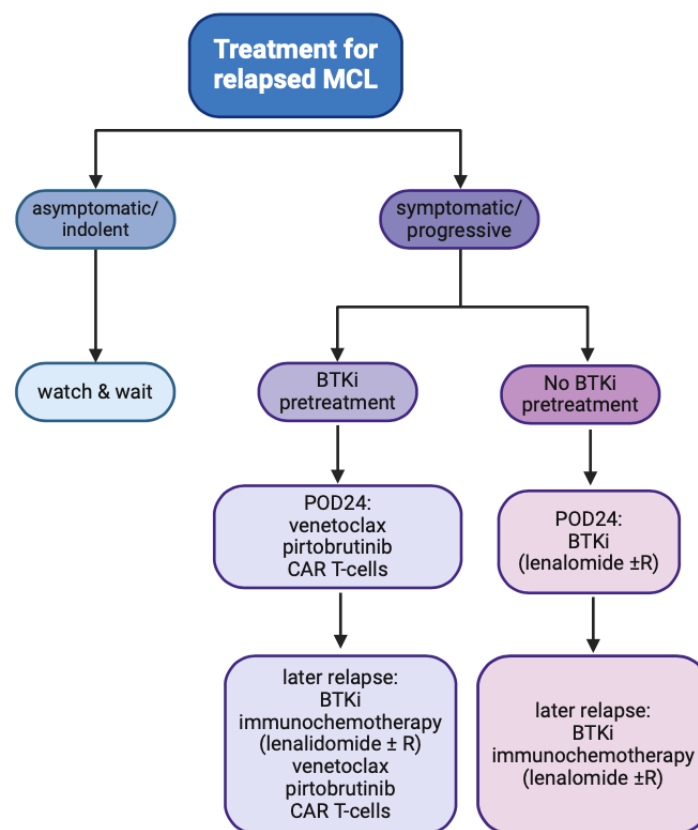 Treatment for
relapsed MCL
asymptomatic/
indolent
symptomatic/
progressive
watch & wait
BTKi
pretreatment
No BTKi
pretreatment
POD24:
venetoclax
pirtobrutinib
CAR T-cells
POD24:
BTKi
(lenalomide ±R)
later relapse:
BTKi
immunochemotherapy
(lenalidomide ± R)
venetoclax
pirtobrutinib
CAR T-cells
later relapse:
BTKi
immunochemotherapy
(lenalomide ±R)